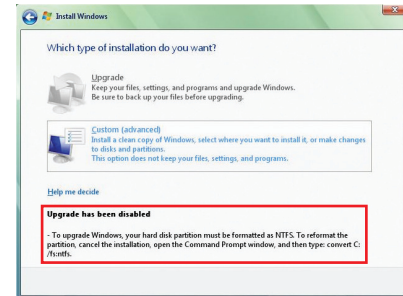 Install Windows
Which type of installation do you want?
Upgrade
Keep your files, settings, and programs and upgrade Windows.
Be sure to back up your files before upgrading.
Custom (advanced)
Install a clean copy of Windows, select where you want to install it, or make changes
to disks and partitions.
This option does not keep your files, settings, and programs.
Help me decide
Upgrade has been disabled
- To upgrade Windows, your hard disk partition must be formatted as NTFS. To reformat the
partition, cancel the installation, open the Command Prompt window, and then type: convert C:
/fs:ntfs.